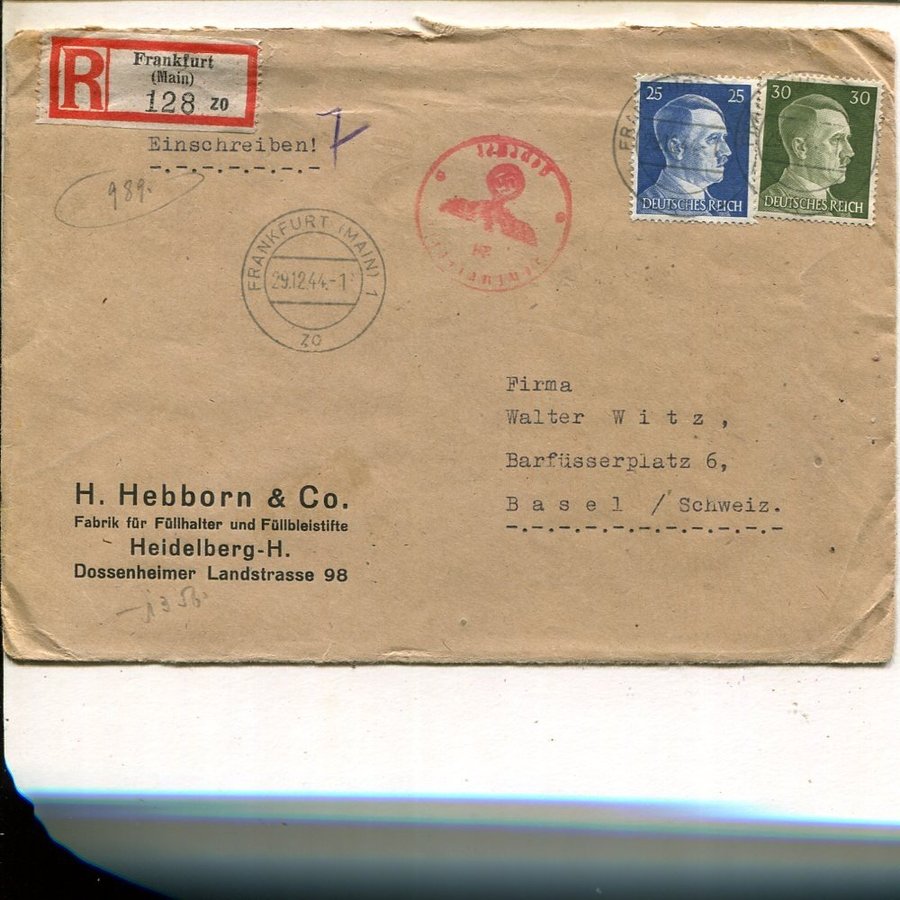 R
Frankfurt
(Main)
128 zo
Einschreiben!
989.
FRANKFURT (MAIN) 1
29.12.44.-1
zo
25 25
DEUTSCHES REICH
30 30
DEUTSCHES REICH
Firma
Walter Witz,
Barfüsserplatz 6,
Basel / Schweiz.
H. Hebborn & Co.
Fabrik für Füllhalter und Füllbleistifte
Heidelberg-H.
Dossenheimer Landstrasse 98